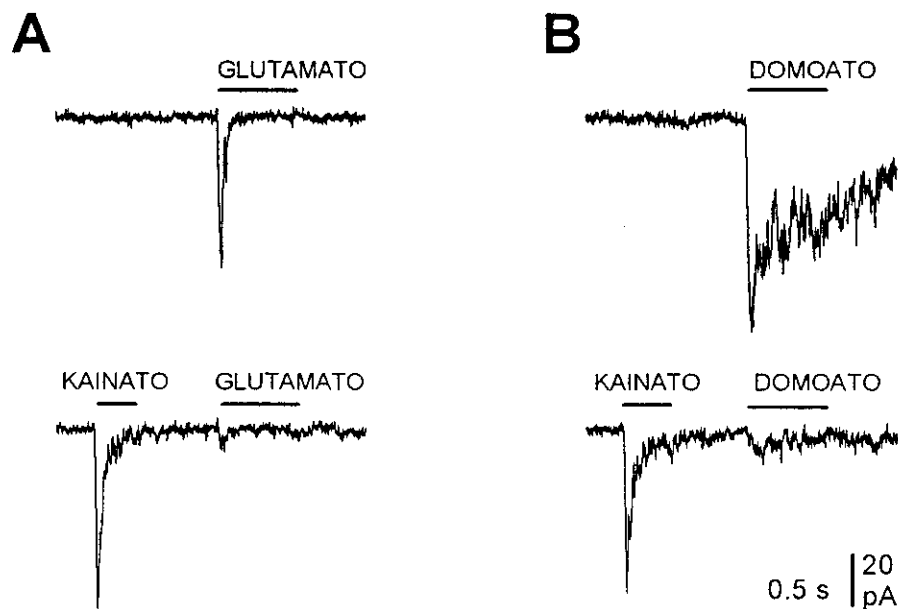 A
B
GLUTAMATO
DOMOATO
KAINATO
GLUTAMATO
KAINATO
DOMOATO
0.5 s
20
pA